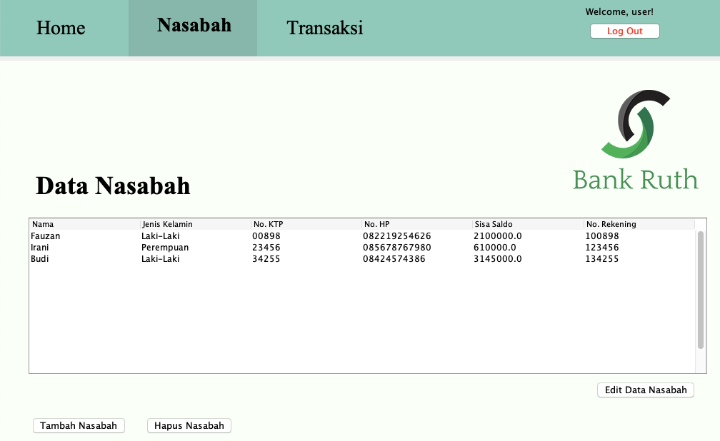 Welcome, user!
Home Nasabah Transaksi
Log Out
Bank Ruth
Data Nasabah
Nama Jenis Kelamin No. KTP No. HP Sisa Saldo No. Rekening
Fauzan Laki-Laki 00898 082219254626 2100000.0 100898
Irani Perempuan 23456 085678767980 610000.0 123456
Budi Laki-Laki 34255 08424574386 3145000.0 134255
Edit Data Nasabah
Tambah Nasabah Hapus Nasabah